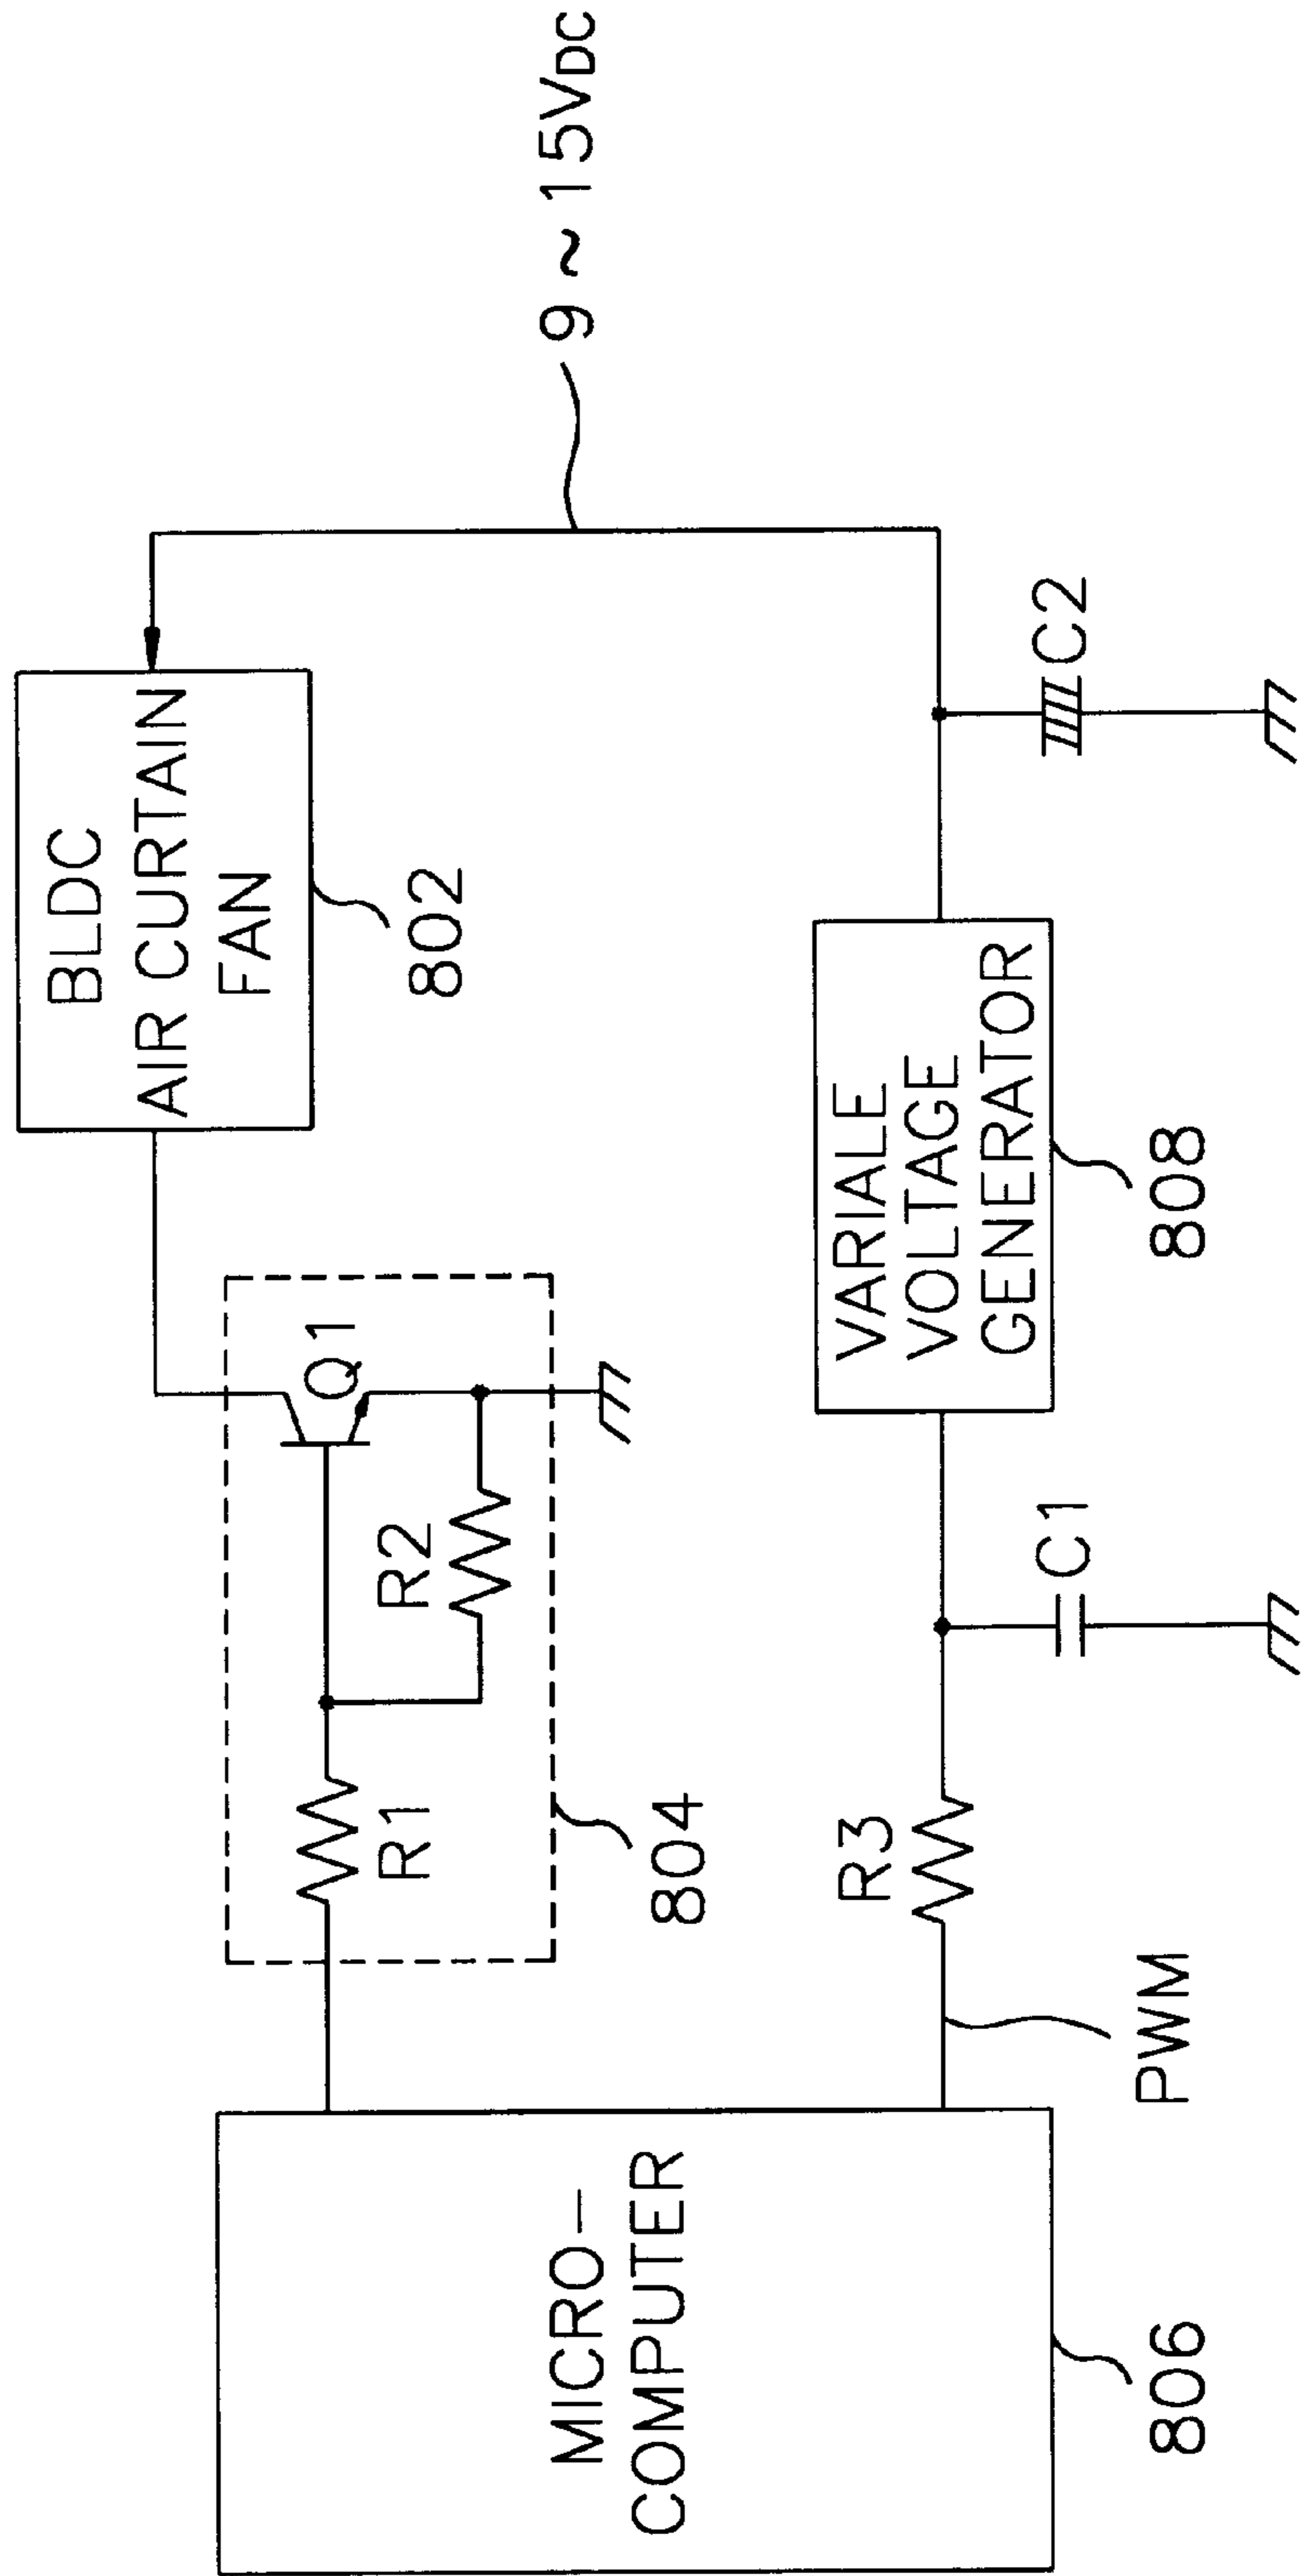 BLDC
AIR CURTAIN
FAN
802
9 ~ 15VDC
Q1
R1
R2
804
MICRO-
COMPUTER
806
PWM
R3
C1
VARIALE
VOLTAGE
GENERATOR
808
C2